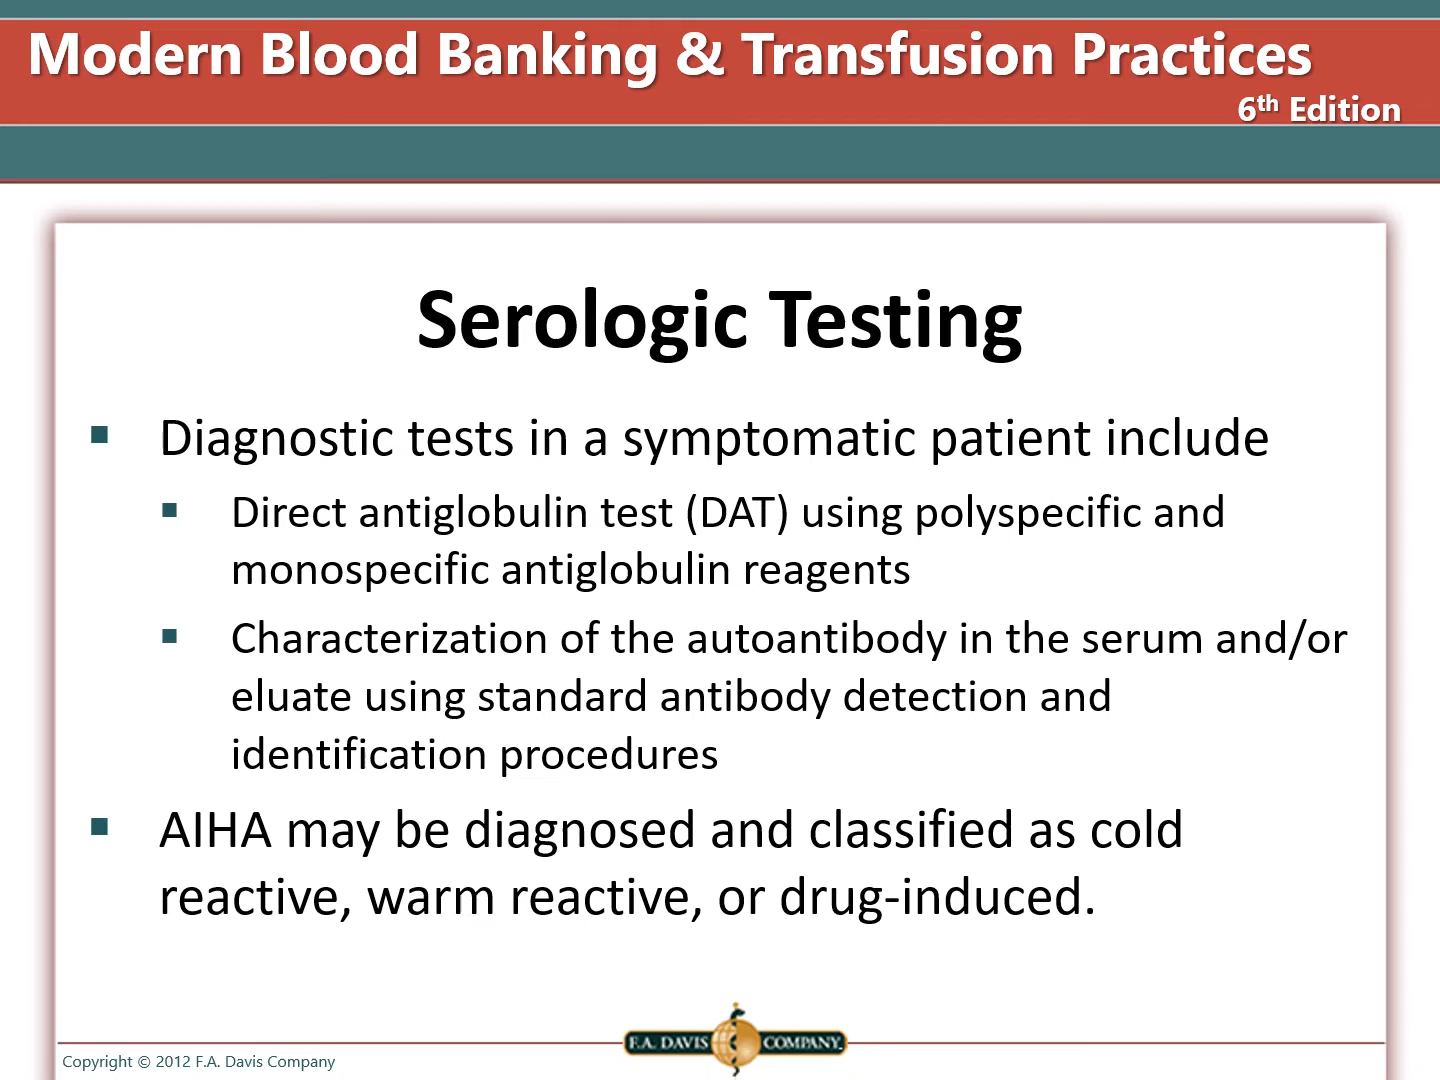 Modern Blood Banking & Transfusion Practices
6th Edition
Serologic Testing
▪ Diagnostic tests in a symptomatic patient include
▪ Direct antiglobulin test (DAT) using polyspecific and
monospecific antiglobulin reagents
▪ Characterization of the autoantibody in the serum and/or
eluate using standard antibody detection and
identification procedures
▪ AIHA may be diagnosed and classified as cold
reactive, warm reactive, or drug-induced.
F.A. DAVIS COMPANY.
Copyright © 2012 F.A. Davis Company